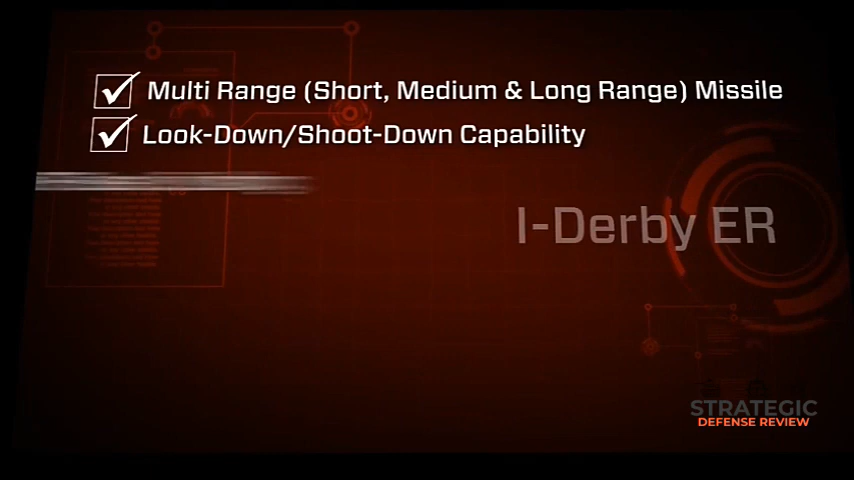 Multi Range (Short, Medium & Long Range) Missile
Look-Down/Shoot-Down Capability
I-Derby ER
STRATEGIC
DEFENSE REVIEW